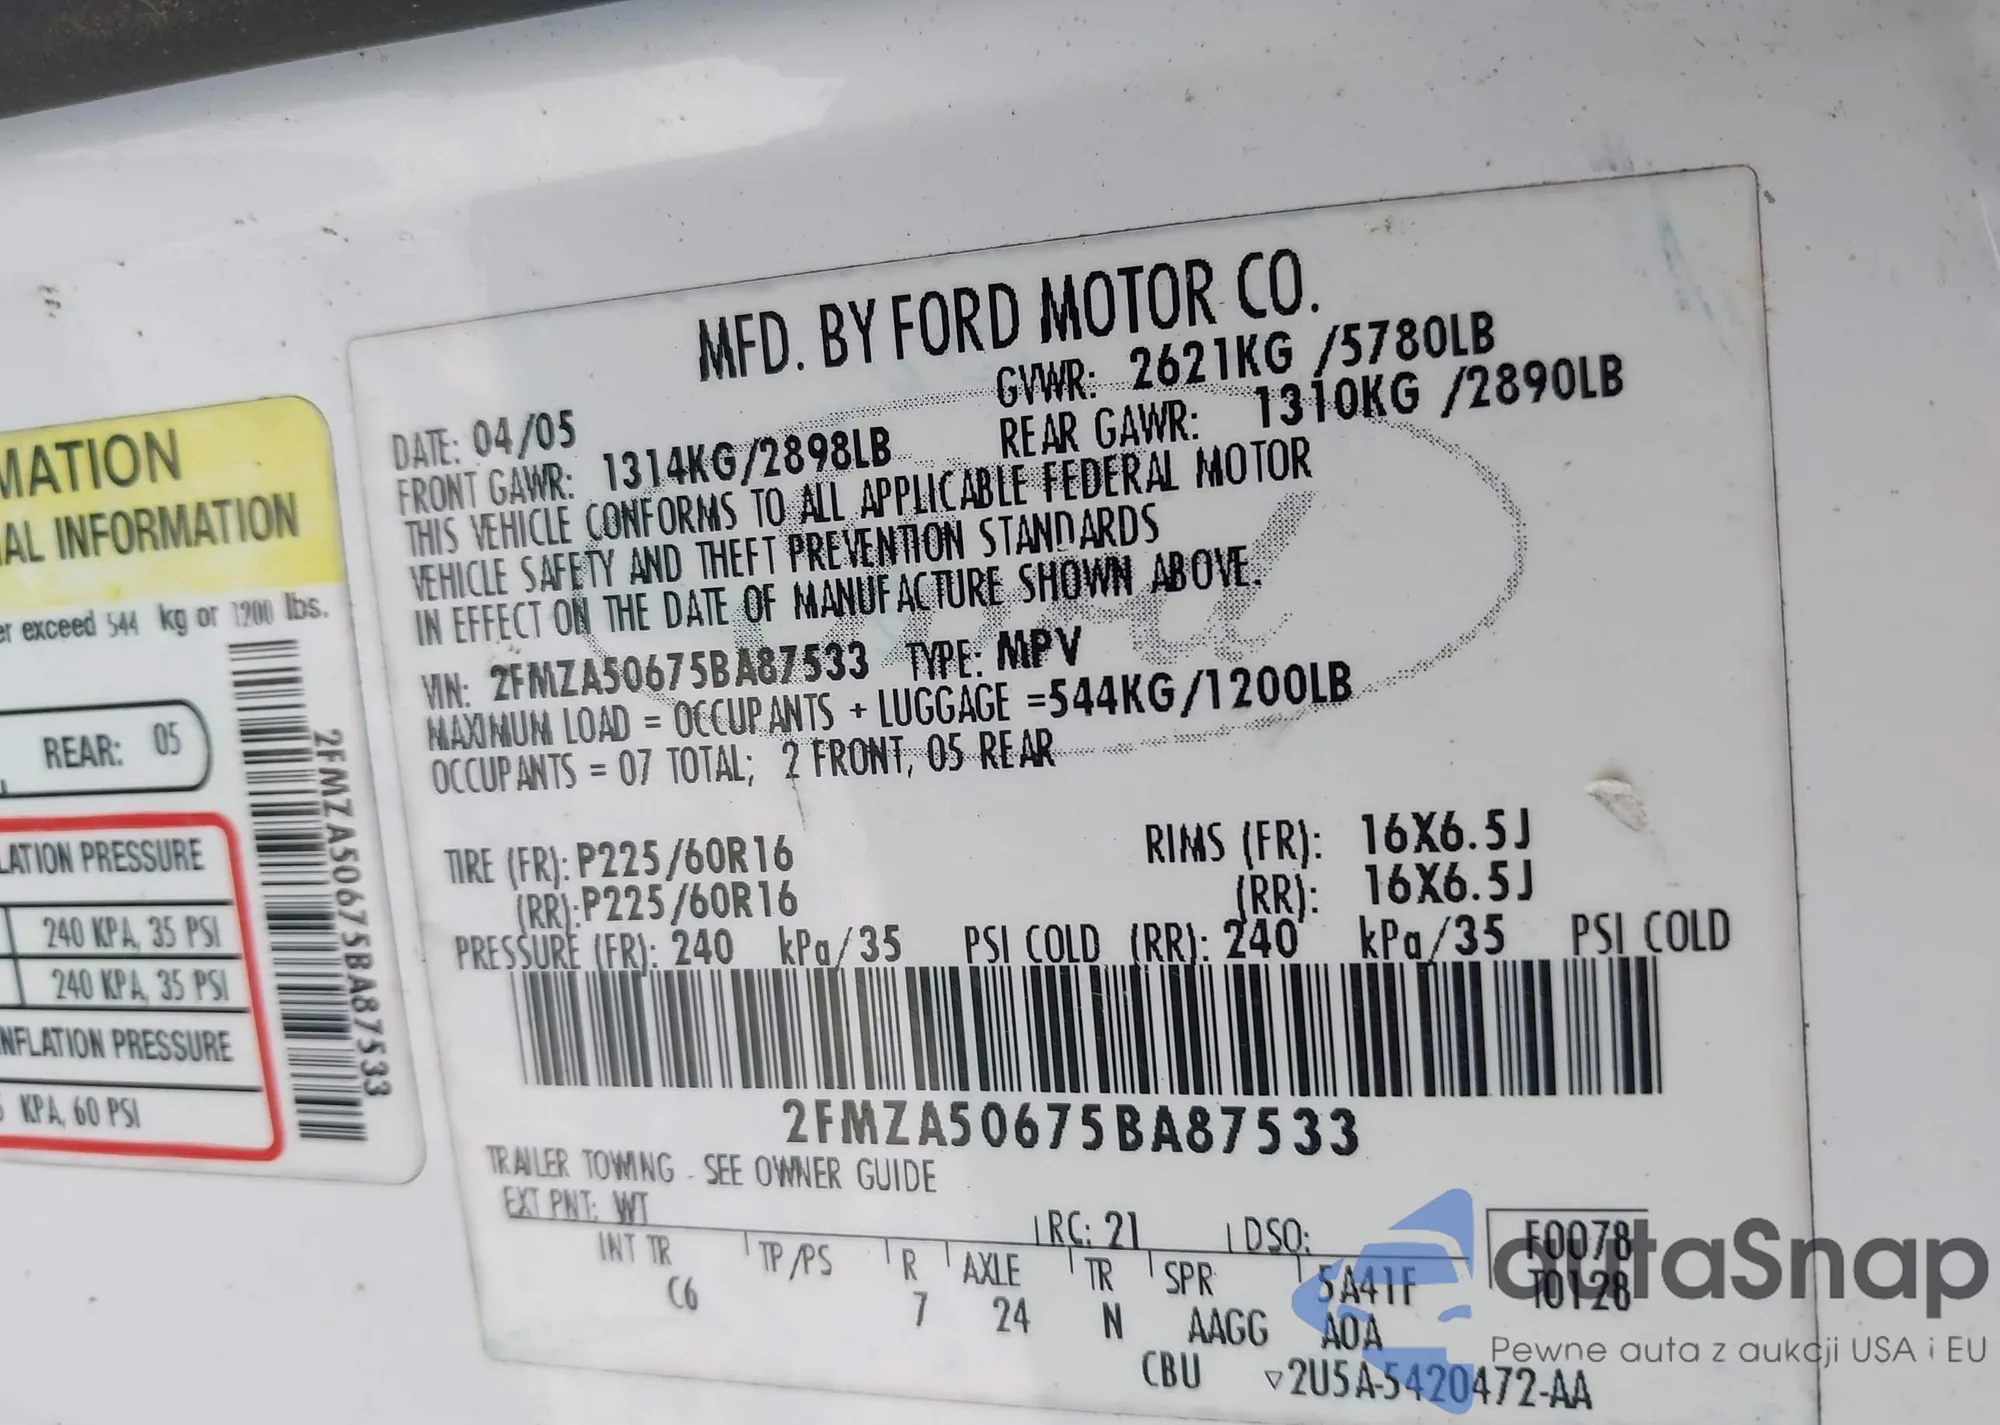 MATION
AL INFORMATION
er exceed 544 kg or 1200 lbs.
REAR: 05
LATION PRESSURE
240 KPA, 35 PSI
240 KPA, 35 PSI
NFLATION PRESSURE
KPA, 60 PSI
2FMZA50675BA87533
MFD. BY FORD MOTOR CO.
DATE: 04/05 GVWR: 2621KG /5780LB
FRONT GAWR: 1314KG/2898LB REAR GAWR: 1310KG /2890LB
THIS VEHICLE CONFORMS TO ALL APPLICABLE FEDERAL MOTOR
VEHICLE SAFETY AND THEFT PREVENTION STANDARDS
IN EFFECT ON THE DATE OF MANUFACTURE SHOWN ABOVE.
VIN: 2FMZA50675BA87533 TYPE: MPV
MAXIMUM LOAD = OCCUPANTS + LUGGAGE =544KG/1200LB
OCCUPANTS = 07 TOTAL; 2 FRONT, 05 REAR
TIRE (FR): P225/60R16 RIMS (FR): 16X6.5J
(RR): P225/60R16 (RR): 16X6.5J
PRESSURE (FR): 240 kPa/35 PSI COLD (RR): 240 kPa/35 PSI COLD
2FMZA50675BA87533
TRAILER TOWING - SEE OWNER GUIDE
EXT PNT: WT RC: 21 DSO: F0078
INT TR TP/PS R AXLE TR SPR 5A41F T0128
C6 7 24 N AAGG A0A
CBU ▽2U5A-5420472-AA
autoSnap
Pewne auta z aukcji USA i EU